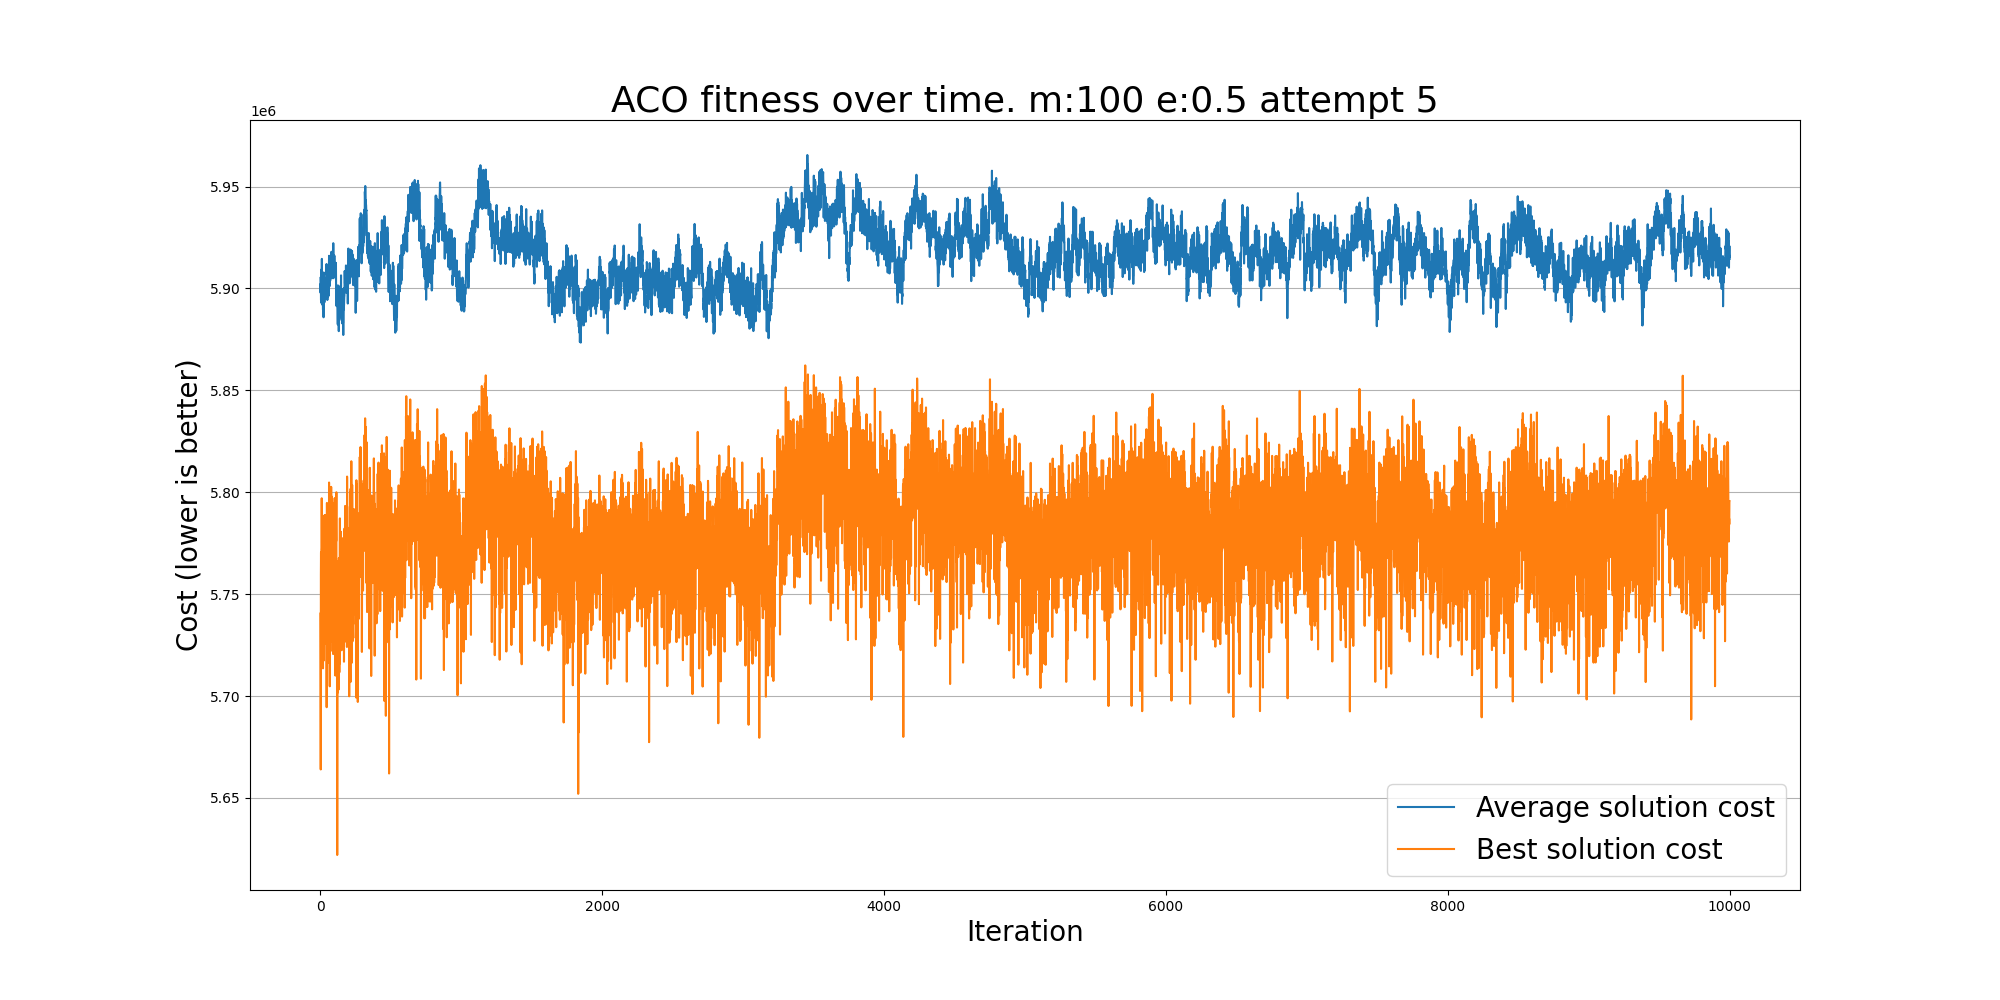 ACO fitness over time. m:100 e:0.5 attempt 5
1e6
5.95
5.90
5.85
5.80
5.75
5.70
5.65
Cost (lower is better)
Average solution cost
Best solution cost
0 2000 4000 6000 8000 10000
Iteration